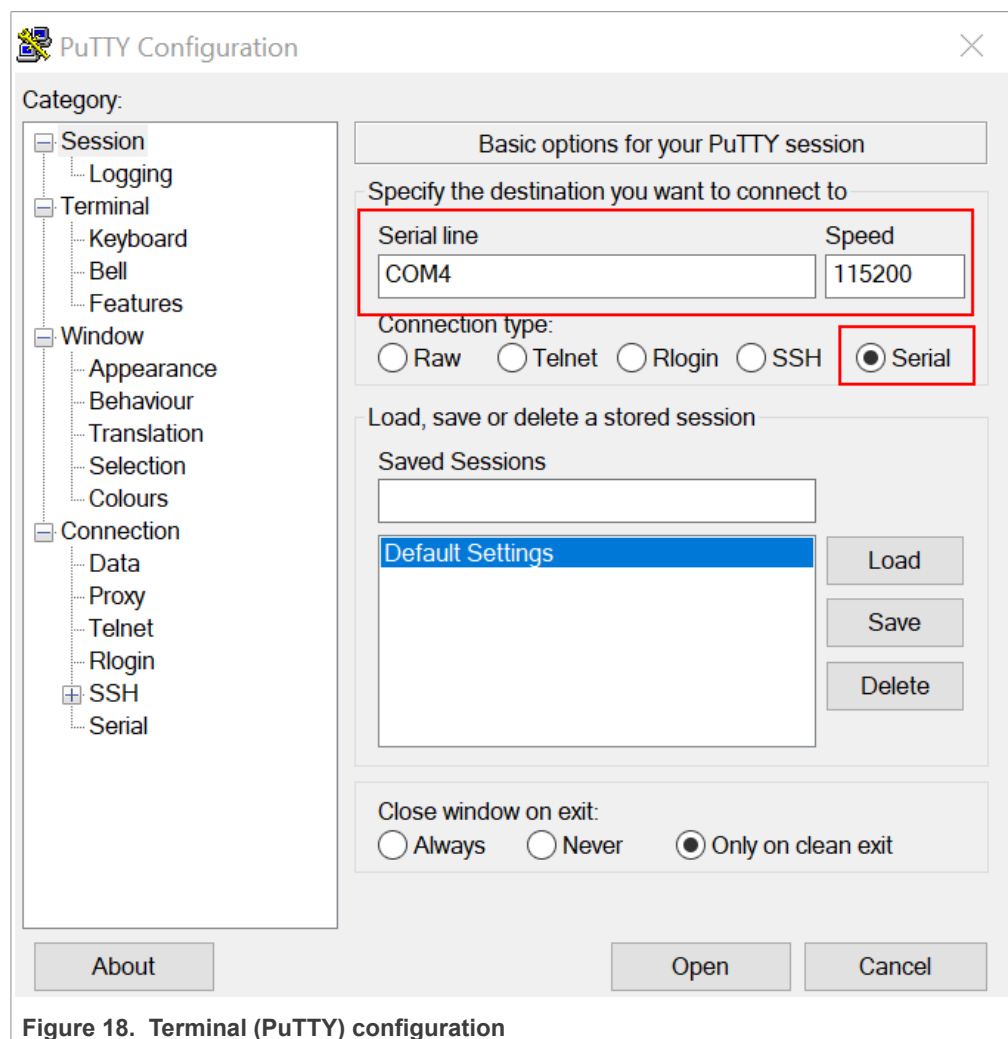 PuTTY Configuration
Category:
Session
Logging
Terminal
Keyboard
Bell
Features
Window
Appearance
Behaviour
Translation
Selection
Colours
Connection
Data
Proxy
Telnet
Rlogin
SSH
Serial
Basic options for your PuTTY session
Specify the destination you want to connect to
Serial line Speed
COM4 115200
Connection type:
Raw Telnet Rlogin SSH Serial
Load, save or delete a stored session
Saved Sessions
Default Settings
Load
Save
Delete
Close window on exit:
Always Never Only on clean exit
About Open Cancel
Figure 18. Terminal (PuTTY) configuration